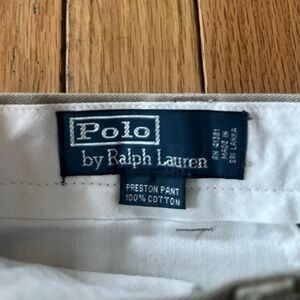 Polo
by Ralph Lauren
RN 41381
MADE IN
SRI LANKA
PRESTON PANT
100% COTTON